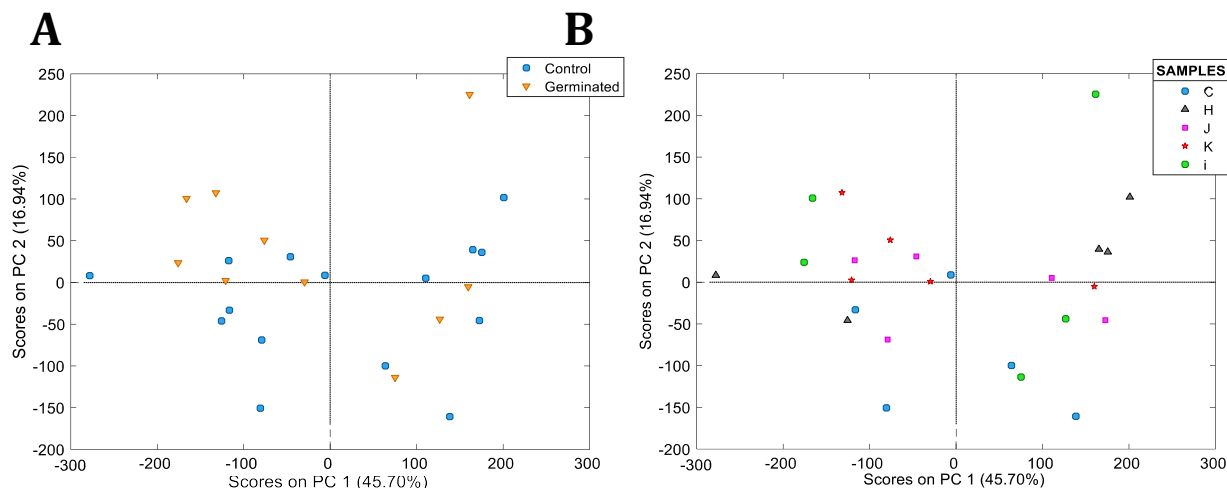 A
B
Control
Germinated
250
200
150
100
50
0
-50
-100
-150
-200
-300
-200
-100
0
100
200
300
Scores on PC 2 (16.94%)
Scores on PC 1 (45.70%)
SAMPLES
C
H
J
K
i
250
200
150
100
50
0
-50
-100
-150
-200
-300
-200
-100
0
100
200
300
Scores on PC 2 (16.94%)
Scores on PC 1 (45.70%)